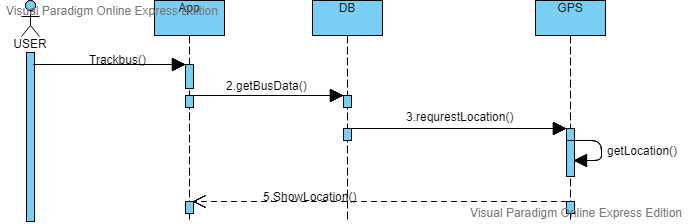 Visual Paradigm Online Express Edition
App
DB
GPS
USER
Trackbus()
2.getBusData()
3.requrestLocation()
getLocation()
5.ShowLocation()
Visual Paradigm Online Express Edition